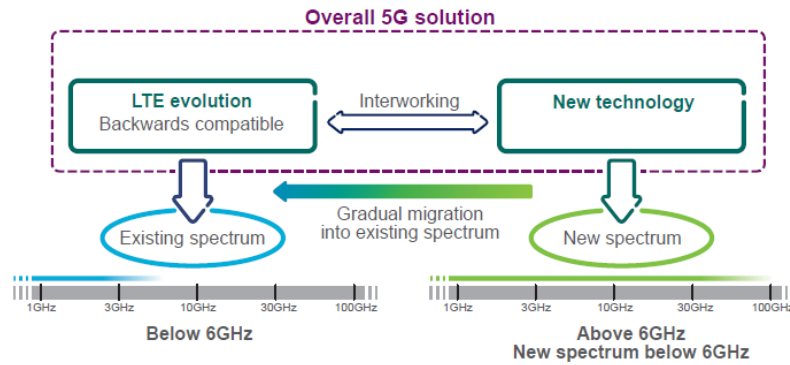 Overall 5G solution
LTE evolution
Backwards compatible
Interworking
New technology
Gradual migration
into existing spectrum
Existing spectrum
New spectrum
1GHz 3GHz 10GHz 30GHz 100GHz
1GHz 3GHz 10GHz 30GHz 100GHz
Below 6GHz
Above 6GHz
New spectrum below 6GHz